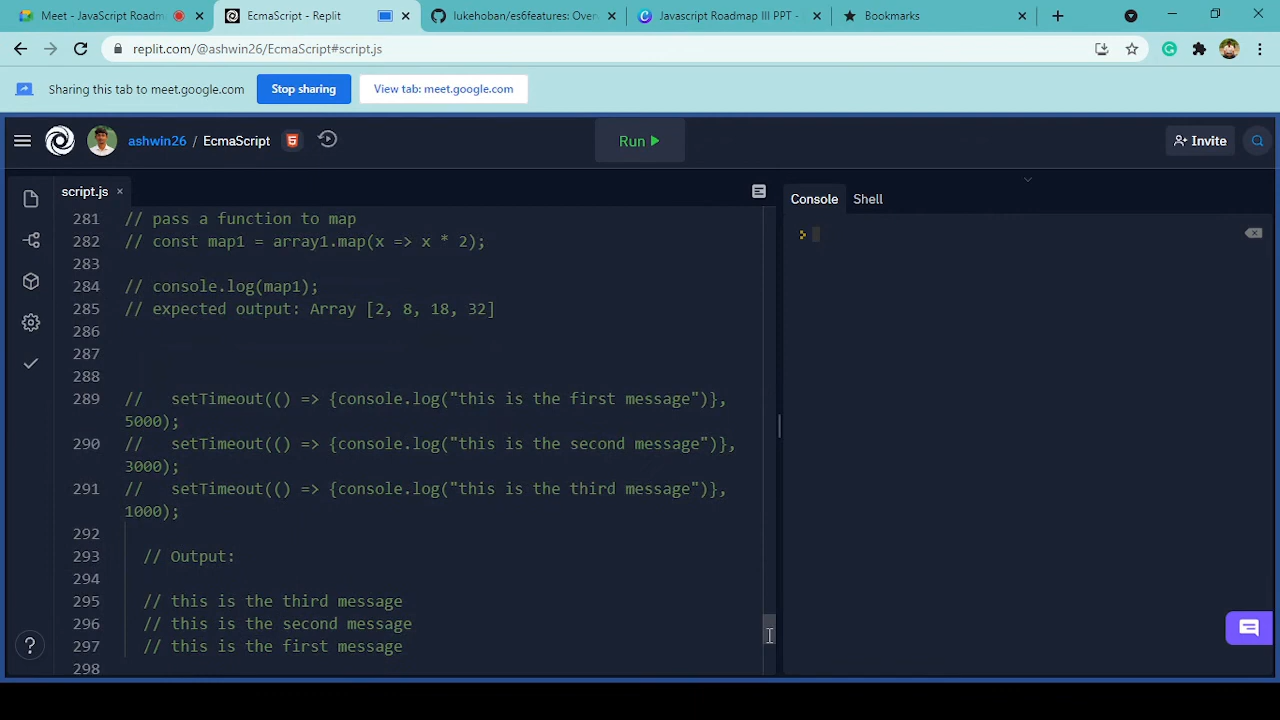 Meet - JavaScript Roadm
EcmaScript - Replit
lukehoban/es6features: Over
Javascript Roadmap III PPT -
Bookmarks
replit.com/@ashwin26/EcmaScript#script.js
Sharing this tab to meet.google.com
Stop sharing
View tab: meet.google.com
ashwin26 / EcmaScript
Run
Invite
script.js
Console
Shell
281 // pass a function to map
282 // const map1 = array1.map(x => x * 2);
283
284 // console.log(map1);
285 // expected output: Array [2, 8, 18, 32]
286
287
288
289 //   setTimeout(() => {console.log("this is the first message")},
5000);
290 //   setTimeout(() => {console.log("this is the second message")},
3000);
291 //   setTimeout(() => {console.log("this is the third message")},
1000);
292
293   // Output:
294
295   // this is the third message
296   // this is the second message
297   // this is the first message
298